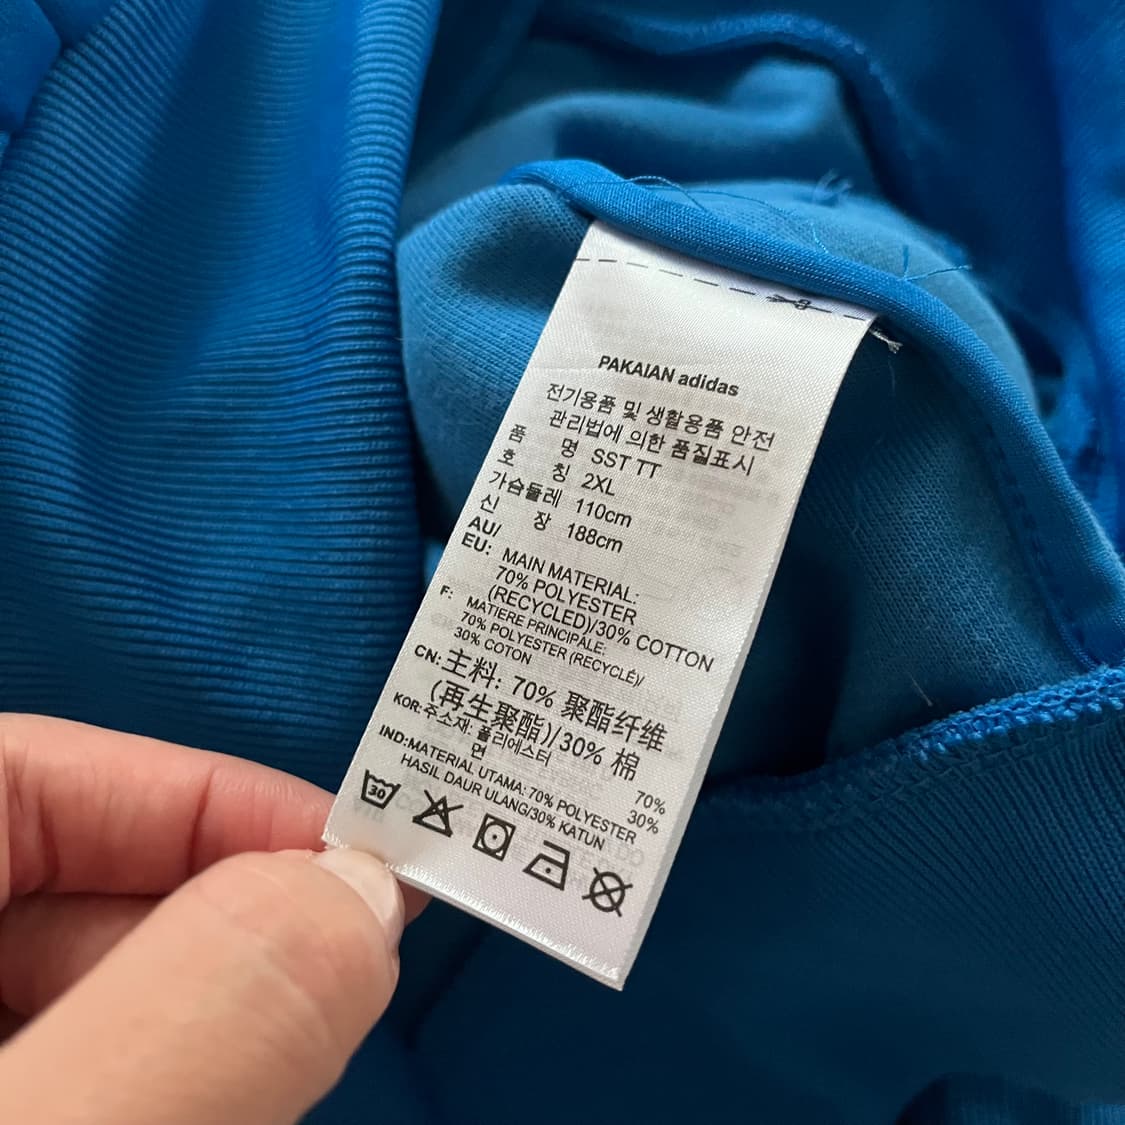 PAKAIAN adidas
전기용품 및 생활용품 안전
관리법에 의한 품질표시
품 명 SST TT
호 칭 2XL
가슴둘레 110cm
신 장 188cm
AU/
EU: MAIN MATERIAL:
70% POLYESTER
(RECYCLED)/30% COTTON
F: MATIERE PRINCIPALE:
70% POLYESTER (RECYCLÉ)/
30% COTON
CN: 主料: 70% 聚酯纤维
(再生聚酯)/30% 棉
KOR: 주소재: 폴리에스터 70%
면 30%
IND: MATERIAL UTAMA: 70% POLYESTER
HASIL DAUR ULANG/30% KATUN
30